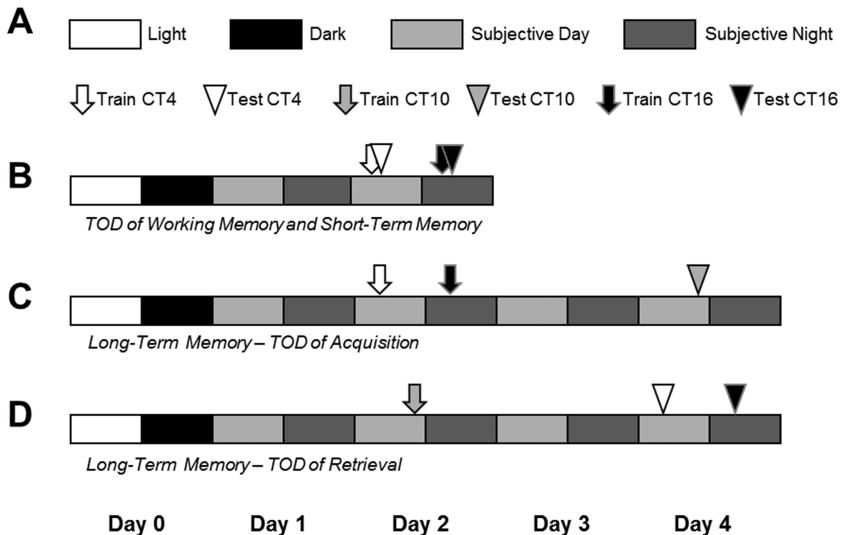 A
Light Dark Subjective Day Subjective Night
Train CT4 Test CT4 Train CT10 Test CT10 Train CT16 Test CT16
B
TOD of Working Memory and Short-Term Memory
C
Long-Term Memory – TOD of Acquisition
D
Long-Term Memory – TOD of Retrieval
Day 0 Day 1 Day 2 Day 3 Day 4